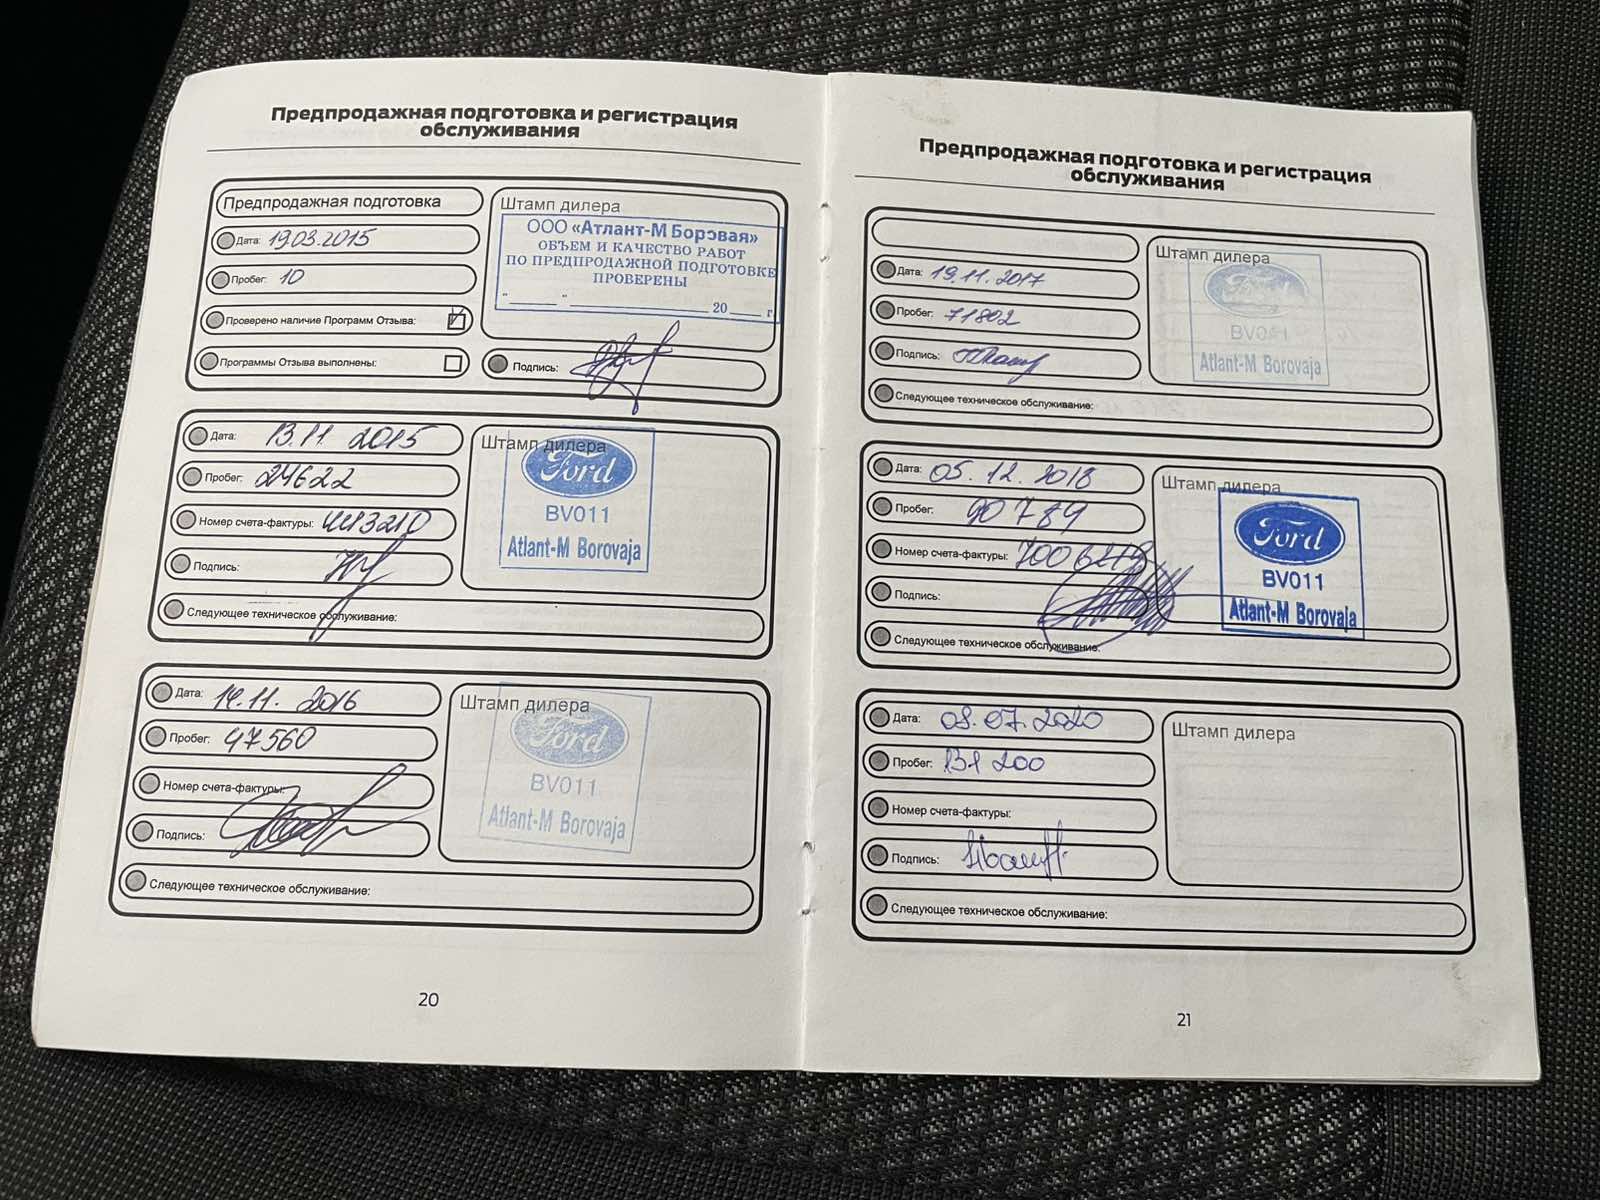 Предпродажная подготовка и регистрация
обслуживания
Предпродажная подготовка
Дата: 19.03.2015
Пробег: 10
Проверено наличие Программ Отзыва:
Программы Отзыва выполнены:
Штамп дилера
ООО «Атлант-М Боровая»
ОБЪЕМ И КАЧЕСТВО РАБОТ
ПО ПРЕДПРОДАЖНОЙ ПОДГОТОВКЕ
ПРОВЕРЕНЫ
"______ " ______________ 20 ____ г.
Подпись:
Дата: 13.11 2015
Пробег: 24622
Номер счета-фактуры:
Подпись:
Следующее техническое обслуживание:
Штамп дилера
Ford
BV011
Atlant-M Borovaja
Дата: 14.11. 2016
Пробег: 47560
Номер счета-фактуры:
Подпись:
Следующее техническое обслуживание:
Штамп дилера
Ford
BV011
Atlant-M Borovaja
20
Предпродажная подготовка и регистрация
обслуживания
Дата: 19.11.2017
Пробег: 71802
Подпись:
Следующее техническое обслуживание:
Штамп дилера
Ford
BV011
Atlant-M Borovaja
Дата: 05.12.2018
Пробег: 90789
Номер счета-фактуры:
Подпись:
Следующее техническое обслуживание:
Штамп дилера
Ford
BV011
Atlant-M Borovaja
Дата: 08.07.2020
Пробег: 131 200
Номер счета-фактуры:
Подпись:
Следующее техническое обслуживание:
Штамп дилера
21